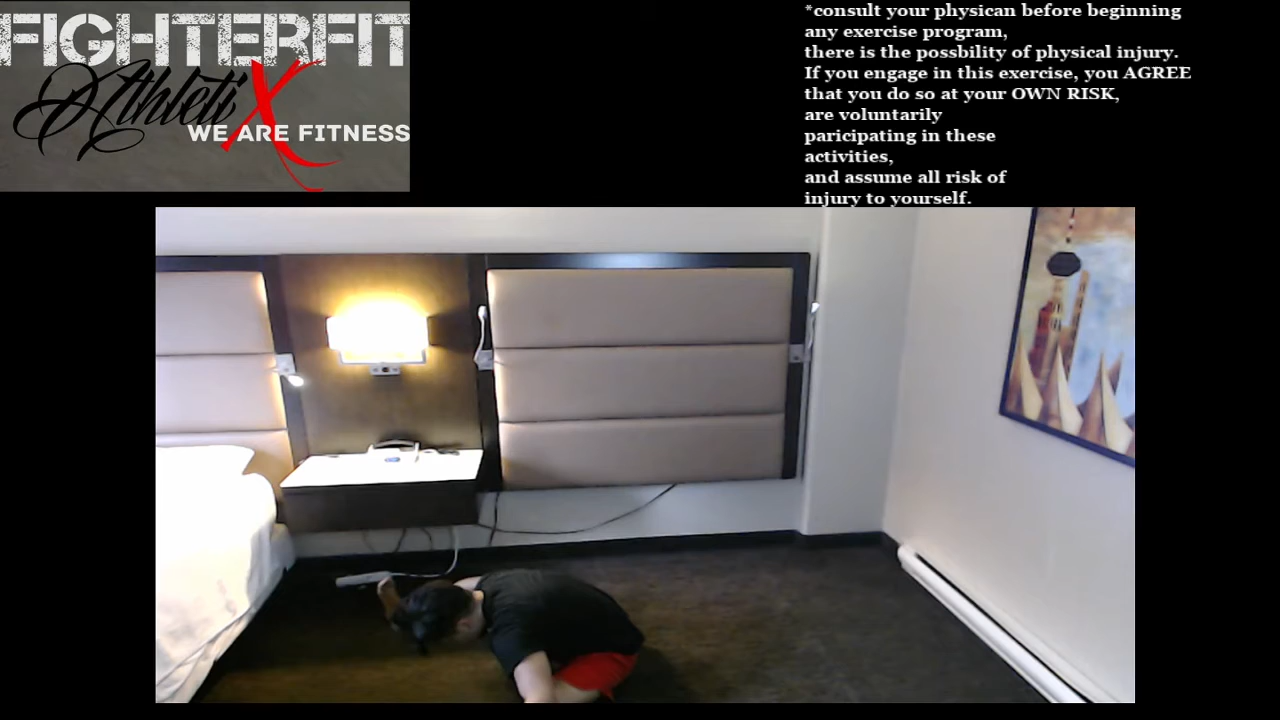 FIGHTERFIT
AthletiX
WE ARE FITNESS
*consult your physican before beginning
any exercise program,
there is the possbility of physical injury.
If you engage in this exercise, you AGREE
that you do so at your OWN RISK,
are voluntarily
paricipating in these
activities,
and assume all risk of
injury to yourself.